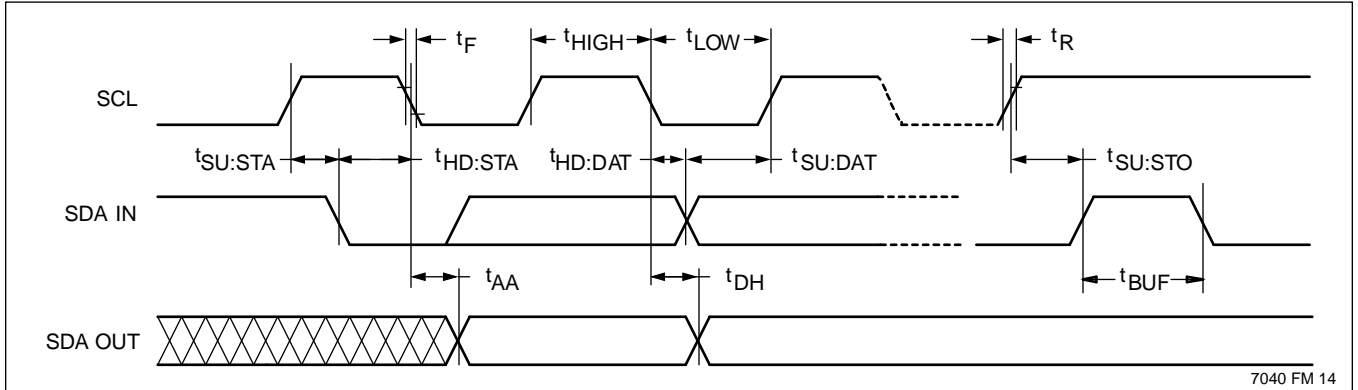 tF
tHIGH
tLOW
tR
SCL
tSU:STA
tHD:STA
tHD:DAT
tSU:DAT
tSU:STO
SDA IN
tAA
tDH
tBUF
SDA OUT
7040 FM 14